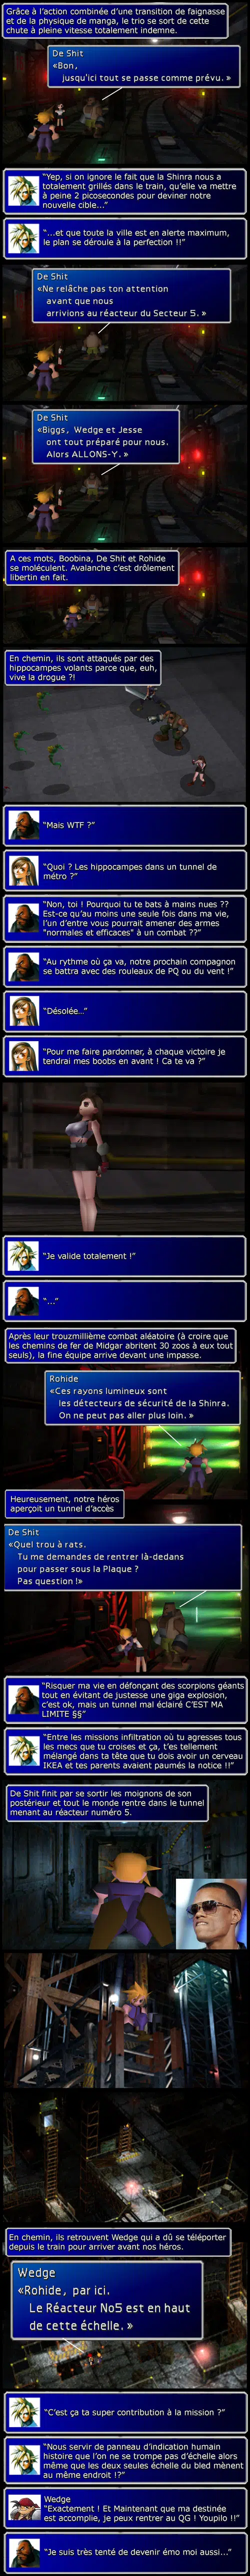 Grâce à l'action combinée d'une transition de faignasse
et de la physique de manga, le trio se sort de cette
chute à pleine vitesse totalement indemne.
De Shit
«Bon,
jusqu'ici tout se passe comme prévu. »
"Yep, si on ignore le fait que la Shinra nous a
totalement grillés dans le train, qu'elle va mettre
à peine 2 picosecondes pour deviner notre
nouvelle cible..."
"...et que toute la ville est en alerte maximum,
le plan se déroule à la perfection !!"
De Shit
«Ne relâche pas ton attention
avant que nous
arrivions au réacteur du Secteur 5. »
De Shit
«Biggs, Wedge et Jesse
ont tout préparé pour nous.
Alors ALLONS-Y. »
A ces mots, Boobina, De Shit et Rohide
se moléculent. Avalanche c'est drôlement
libertin en fait.
En chemin, ils sont attaqués par des
hippocampes volants parce que, euh,
vive la drogue ?!
"Mais WTF ?"
"Quoi ? Les hippocampes dans un tunnel de
métro ?"
"Non, toi ! Pourquoi tu te bats à mains nues ??
Est-ce qu'au moins une seule fois dans ma vie,
l'un d'entre vous pourrait amener des armes
"normales et efficaces" à un combat ??"
"Au rythme où ça va, notre prochain compagnon
se battra avec des rouleaux de PQ ou du vent !"
"Désolée..."
"Pour me faire pardonner, à chaque victoire je
tendrai mes boobs en avant ! Ca te va ?"
"Je valide totalement !"
"..."
Après leur trouzmillième combat aléatoire (à croire que
les chemins de fer de Midgar abritent 30 zoos à eux tout
seuls), la fine équipe arrive devant une impasse.
Rohide
«Ces rayons lumineux sont
les détecteurs de sécurité de la Shinra.
On ne peut pas aller plus loin. »
Heureusement, notre héros
aperçoit un tunnel d'accès
De Shit
«Quel trou à rats.
Tu me demandes de rentrer là-dedans
pour passer sous la Plaque ?
Pas question !»
"Risquer ma vie en défonçant des scorpions géants
tout en évitant de justesse une giga explosion,
c'est ok, mais un tunnel mal éclairé C'EST MA
LIMITE §§"
"Entre les missions infiltration où tu agresses tous
les mecs que tu croises et ça, t'es tellement
mélangé dans ta tête que tu dois avoir un cerveau
IKEA et tes parents avaient paumés la notice !!"
De Shit finit par se sortir les moignons de son
postérieur et tout le monde rentre dans le tunnel
menant au réacteur numéro 5.
En chemin, ils retrouvent Wedge qui a dû se téléporter
depuis le train pour arriver avant nos héros.
Wedge
«Rohide, par ici.
Le Réacteur No5 est en haut
de cette échelle. »
"C'est ça ta super contribution à la mission ?"
"Nous servir de panneau d'indication humain
histoire que l'on ne se trompe pas d'échelle alors
même que les deux seules échelle du bled mènent
au même endroit !?"
Wedge
"Exactement ! Et Maintenant que ma destinée
est accomplie, je peux rentrer au QG ! Youpilo !!"
"Je suis très tenté de devenir émo moi aussi..."